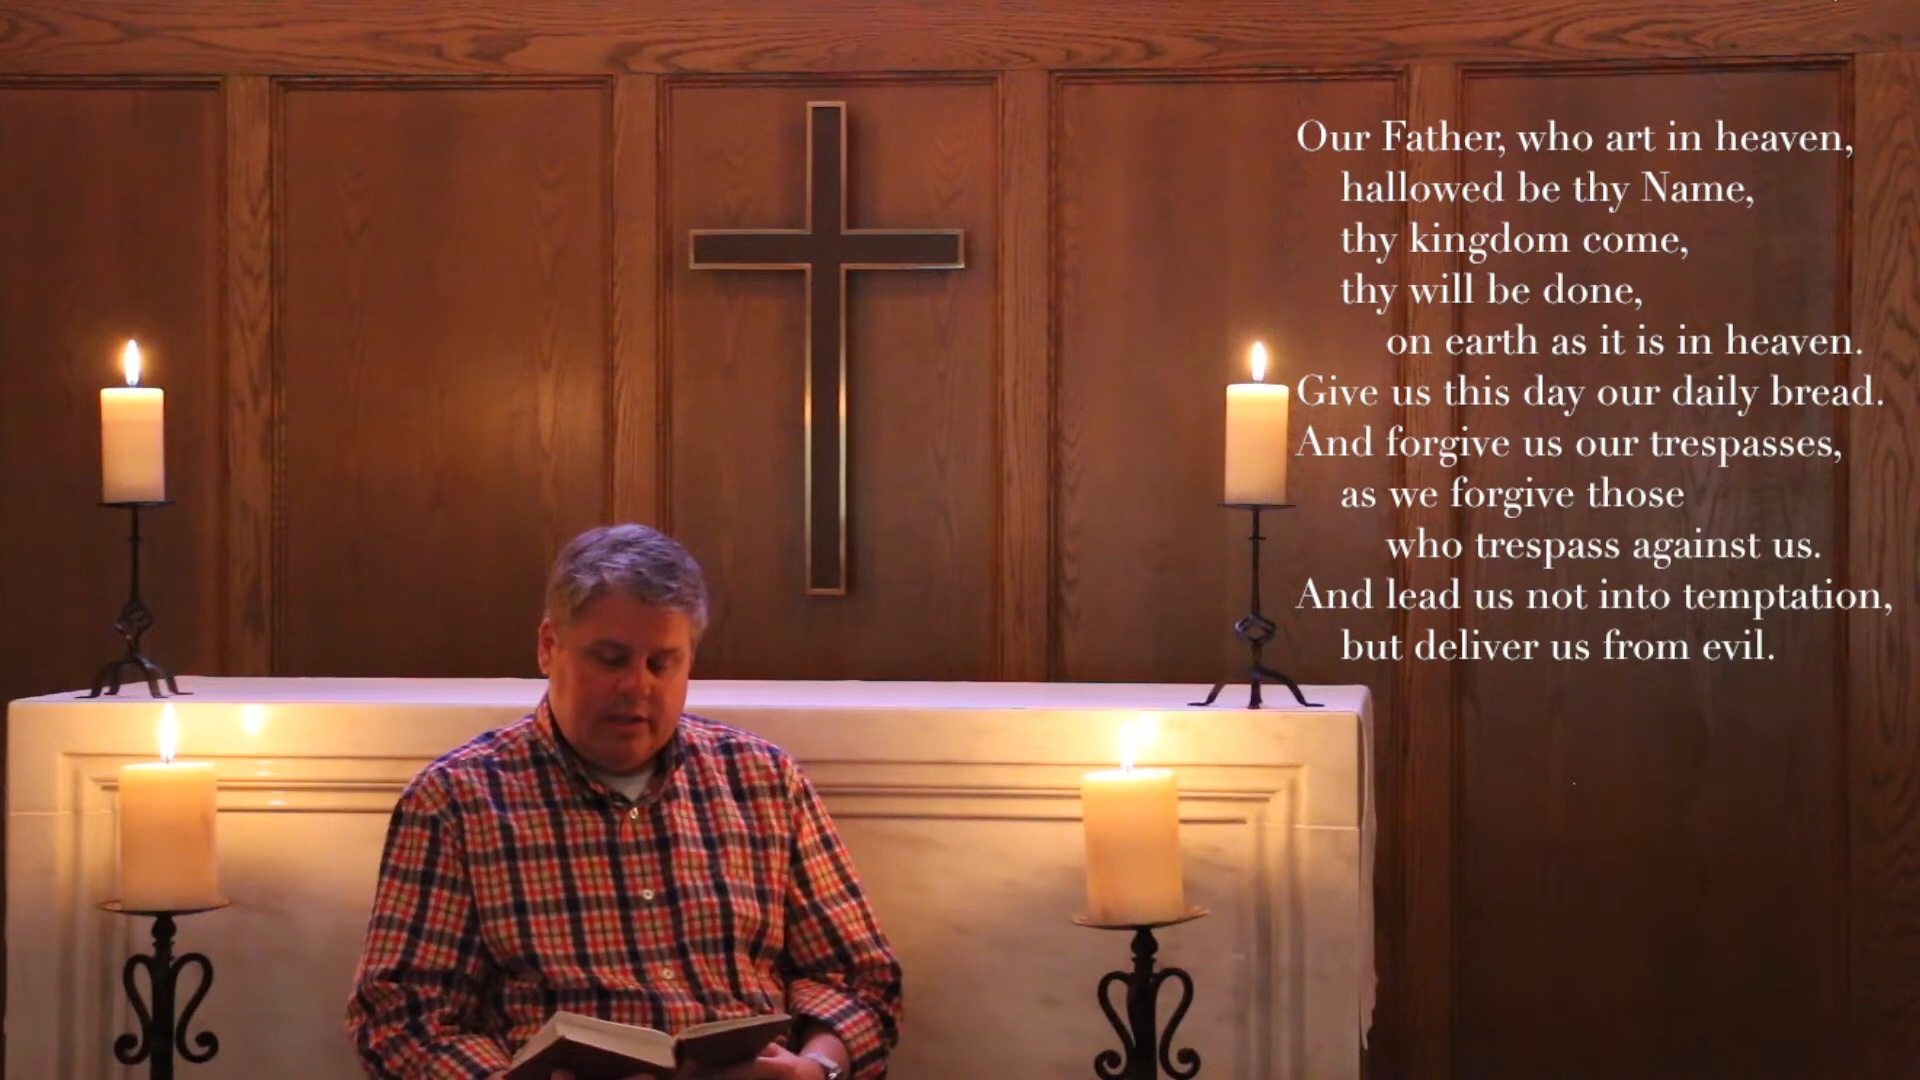 Our Father, who art in heaven,
hallowed be thy Name,
thy kingdom come,
thy will be done,
on earth as it is in heaven.
Give us this day our daily bread.
And forgive us our trespasses,
as we forgive those
who trespass against us.
And lead us not into temptation,
but deliver us from evil.